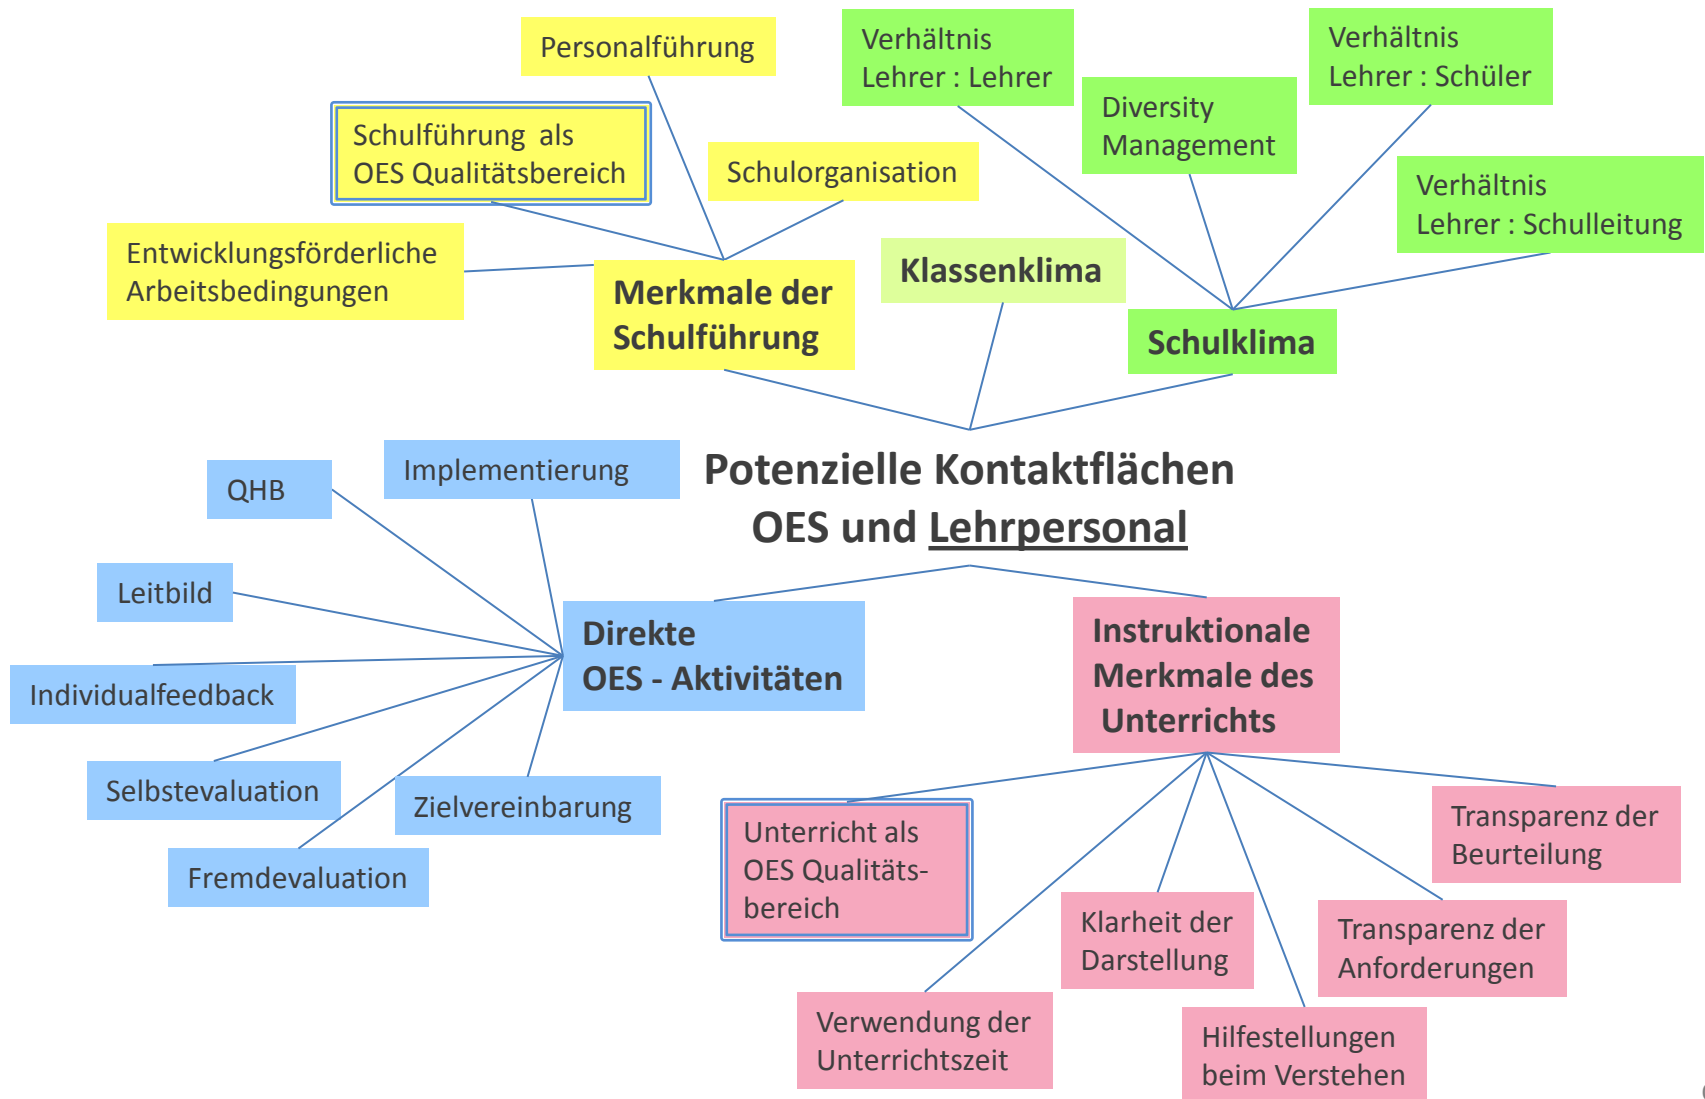 Personalführung
Verhältnis
Lehrer : Lehrer
Verhältnis
Lehrer : Schüler
Schulführung als
OES Qualitätsbereich
Diversity
Management
Schulorganisation
Verhältnis
Lehrer : Schulleitung
Entwicklungsförderliche
Arbeitsbedingungen
Klassenklima
Merkmale der
Schulführung
Schulklima
Potenzielle Kontaktflächen
OES und Lehrpersonal
Implementierung
QHB
Leitbild
Individualfeedback
Selbstevaluation
Fremdevaluation
Zielvereinbarung
Direkte
OES - Aktivitäten
Instruktionale
Merkmale des
Unterrichts
Unterricht als
OES Qualitäts-
bereich
Verwendung der
Unterrichtszeit
Klarheit der
Darstellung
Hilfestellungen
beim Verstehen
Transparenz der
Anforderungen
Transparenz der
Beurteilung